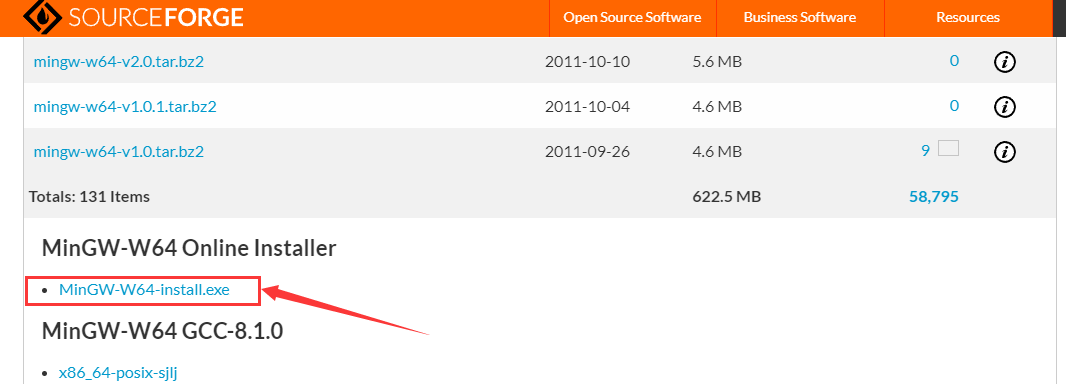 SOURCEFORGE Open Source Software Business Software Resources
mingw-w64-v2.0.tar.bz2 2011-10-10 5.6 MB 0 i
mingw-w64-v1.0.1.tar.bz2 2011-10-04 4.6 MB 0 i
mingw-w64-v1.0.tar.bz2 2011-09-26 4.6 MB 9 i
Totals: 131 Items 622.5 MB 58,795
MinGW-W64 Online Installer
• MinGW-W64-install.exe
MinGW-W64 GCC-8.1.0
• x86_64-posix-sjlj